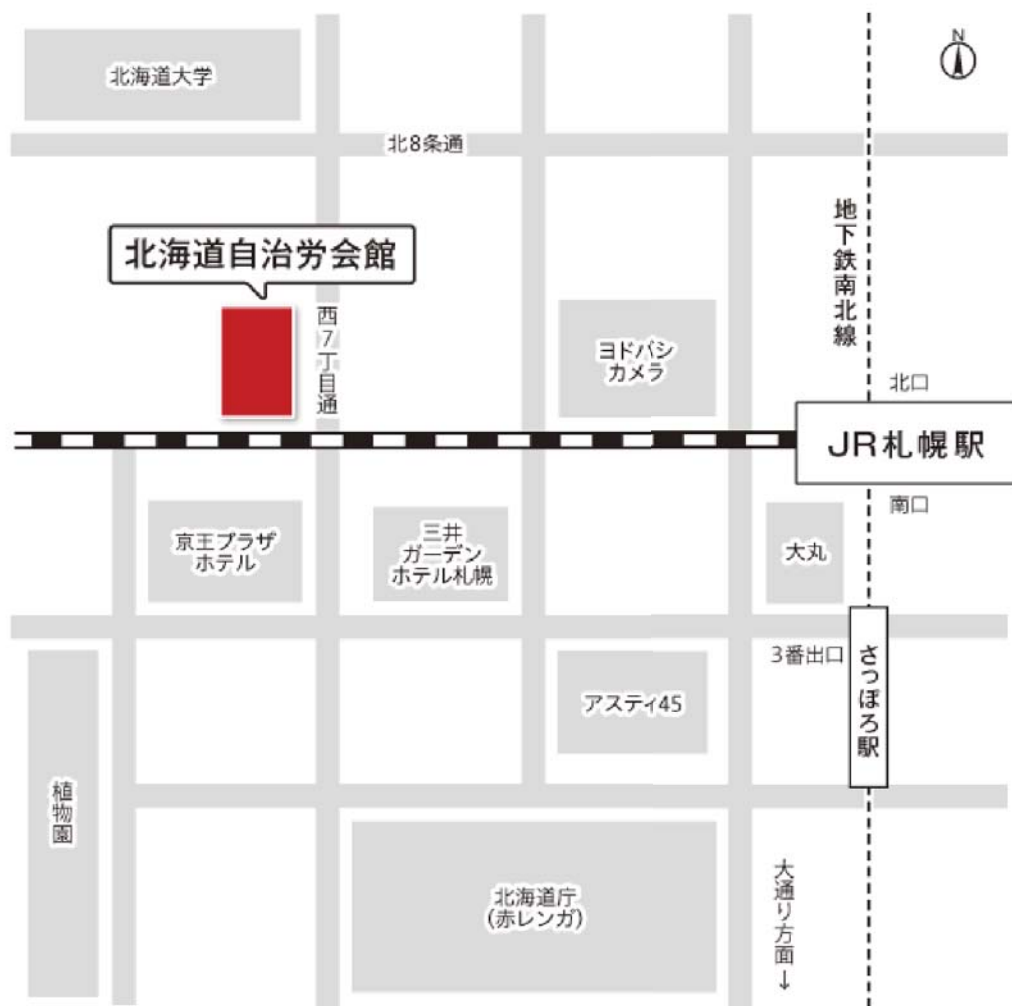 N
北海道大学
北8条通
地下鉄南北線
北海道自治労会館
西7丁目通
ヨドバシ
カメラ
北口
JR札幌駅
南口
京王プラザ
ホテル
三井
ガーデン
ホテル札幌
大丸
3番出口
さっぽろ駅
アスティ45
植物園
北海道庁
(赤レンガ)
大通り方面→